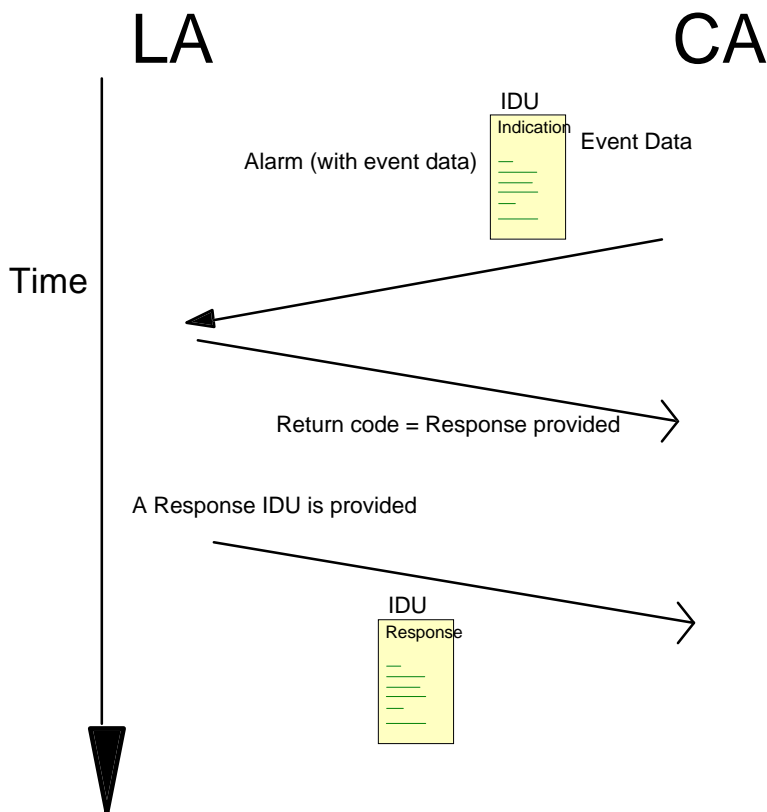 LA
CA
IDU
Indication
Event Data
Alarm (with event data)
Time
Return code = Response provided
A Response IDU is provided
IDU
Response